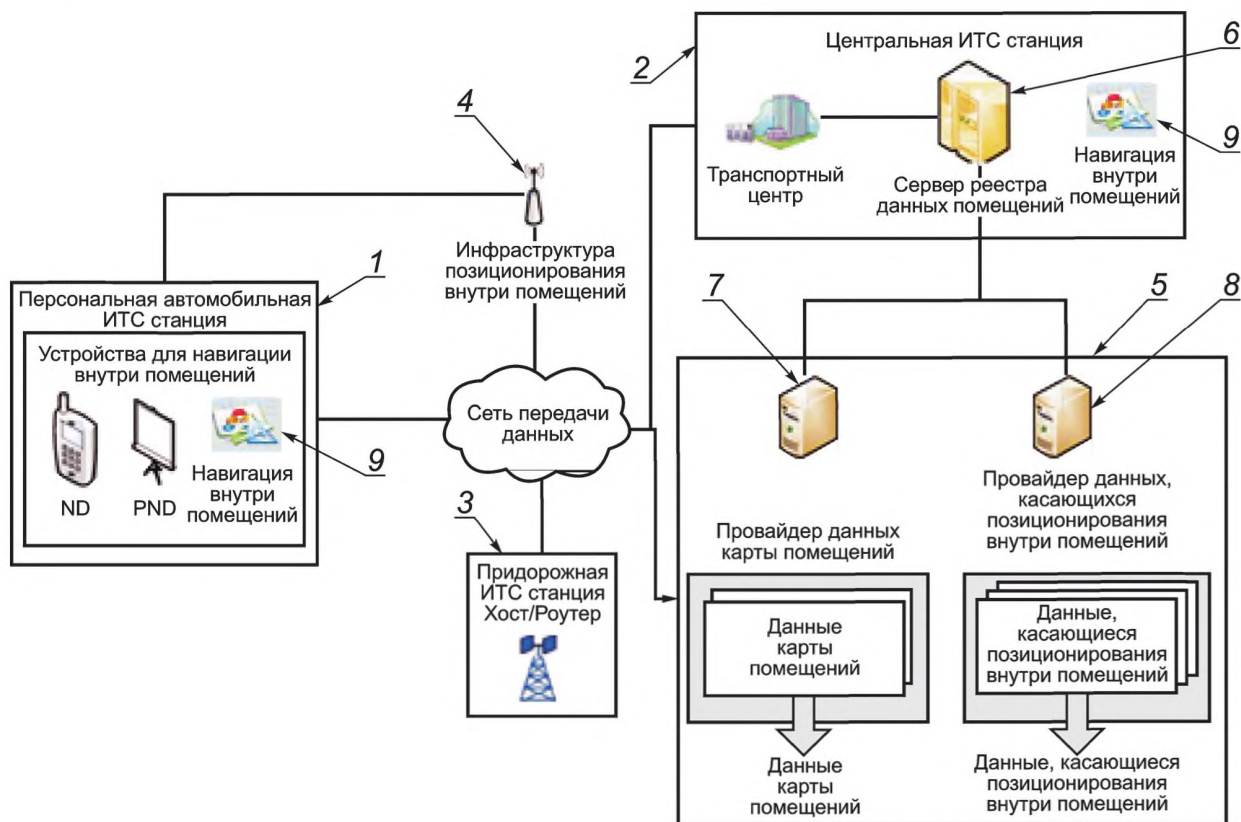 Центральная ИТС станция
2
6
Транспортный
центр
Сервер реестра
данных помещений
Навигация
внутри
помещений
9
4
Инфраструктура
позиционирования
внутри помещений
1
Персональная автомобильная
ИТС станция
Устройства для навигации
внутри помещений
ND
PND
Навигация
внутри
помещений
9
Сеть передачи
данных
3
Придорожная
ИТС станция
Хост/Роутер
7
5
8
Провайдер данных
карты помещений
Провайдер данных,
касающихся
позиционирования
внутри помещений
Данные
карты
помещений
Данные,
касающиеся
позиционирования
внутри помещений
Данные
карты
помещений
Данные, касающиеся
позиционирования
внутри помещений